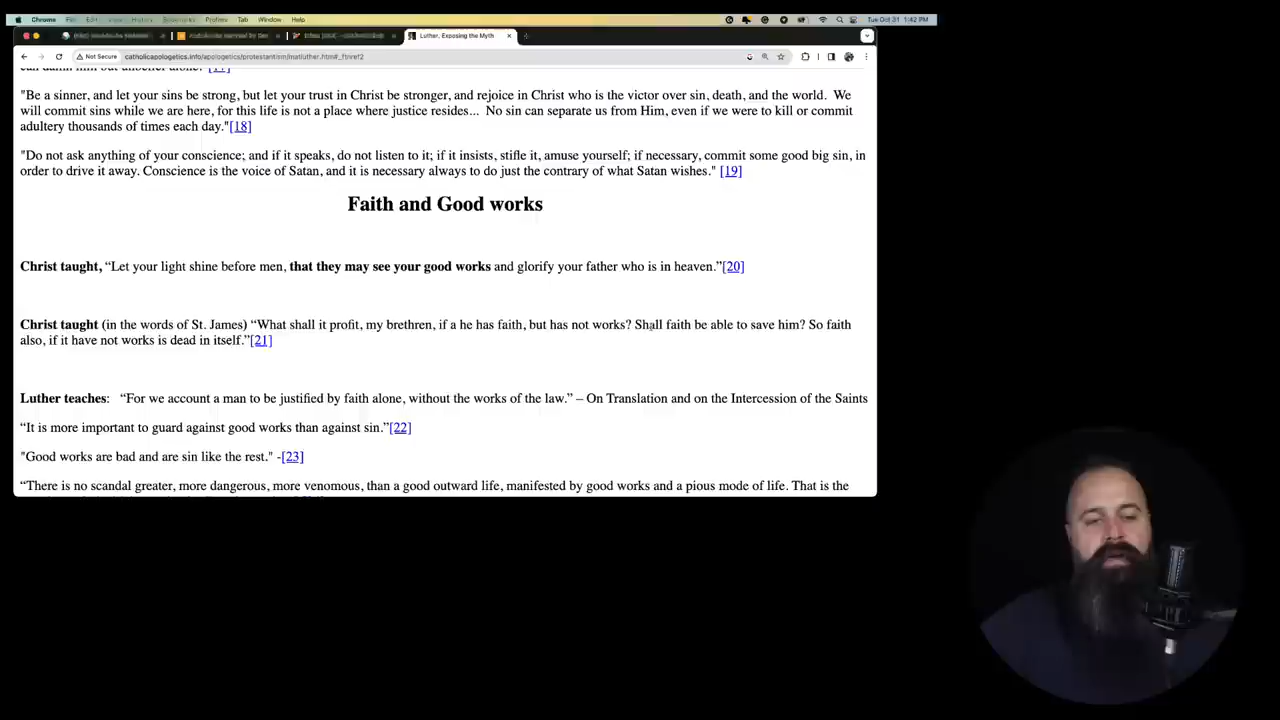 Chrome File Edit View History Bookmarks Profiles Tab Window Help Tue Oct 31 1:42 PM
Luther, Exposing the Myth
Not Secure catholicapologetics.info/apologetics/protestantism/matluther.htm#_ftnref2
"Be a sinner, and let your sins be strong, but let your trust in Christ be stronger, and rejoice in Christ who is the victor over sin, death, and the world. We
will commit sins while we are here, for this life is not a place where justice resides... No sin can separate us from Him, even if we were to kill or commit
adultery thousands of times each day."[18]
"Do not ask anything of your conscience; and if it speaks, do not listen to it; if it insists, stifle it, amuse yourself; if necessary, commit some good big sin, in
order to drive it away. Conscience is the voice of Satan, and it is necessary always to do just the contrary of what Satan wishes." [19]
Faith and Good works
Christ taught, “Let your light shine before men, that they may see your good works and glorify your father who is in heaven.”[20]
Christ taught (in the words of St. James) “What shall it profit, my brethren, if a he has faith, but has not works? Shall faith be able to save him? So faith
also, if it have not works is dead in itself.”[21]
Luther teaches: “For we account a man to be justified by faith alone, without the works of the law.” – On Translation and on the Intercession of the Saints
“It is more important to guard against good works than against sin.”[22]
"Good works are bad and are sin like the rest." -[23]
“There is no scandal greater, more dangerous, more venomous, than a good outward life, manifested by good works and a pious mode of life. That is the